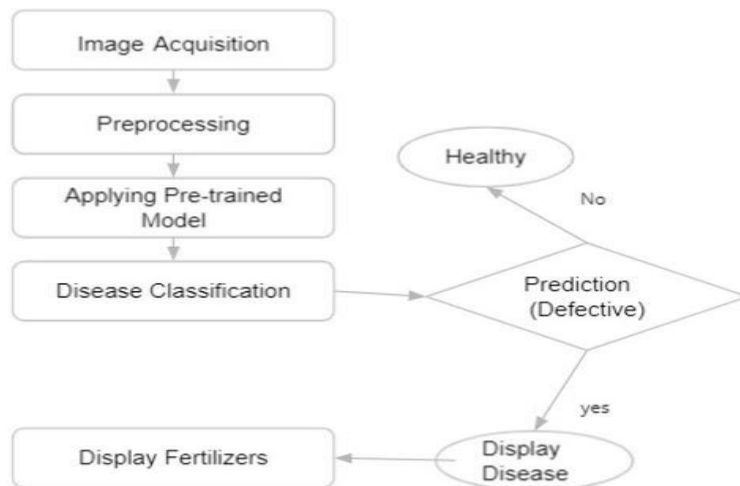 Image Acquisition
Preprocessing
Applying Pre-trained
Model
Disease Classification
Prediction
(Defective)
No
Healthy
yes
Display
Disease
Display Fertilizers